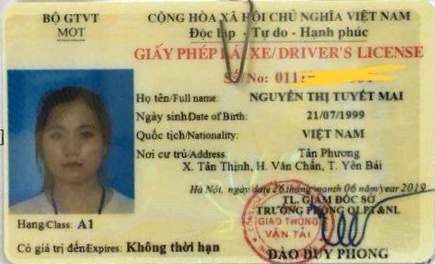 BỘ GTVT
MOT
CỘNG HÒA XÃ HỘI CHỦ NGHĨA VIỆT NAM
Độc lập - Tự do - Hạnh phúc
GIẤY PHÉP LÁI XE/DRIVER'S LICENSE
Số No: 011
Họ tên/Full name: NGUYỄN THỊ TUYẾT MAI
Ngày sinh/Date of Birth: 21/07/1999
Quốc tịch/Nationality: VIỆT NAM
Nơi cư trú/Address: Tân Phương
X. Tân Thịnh, H. Văn Chấn, T. Yên Bái
Hà Nội, ngày/date 26 tháng/month 06 năm/year 2019
TL. GIÁM ĐỐC SỞ
TRƯỞNG PHÒNG QLPT&NL
GIAO THÔNG
VẬN TẢI
Hạng/Class: A1
Có giá trị đến/Expires: Không thời hạn
ĐÀO DUY PHONG